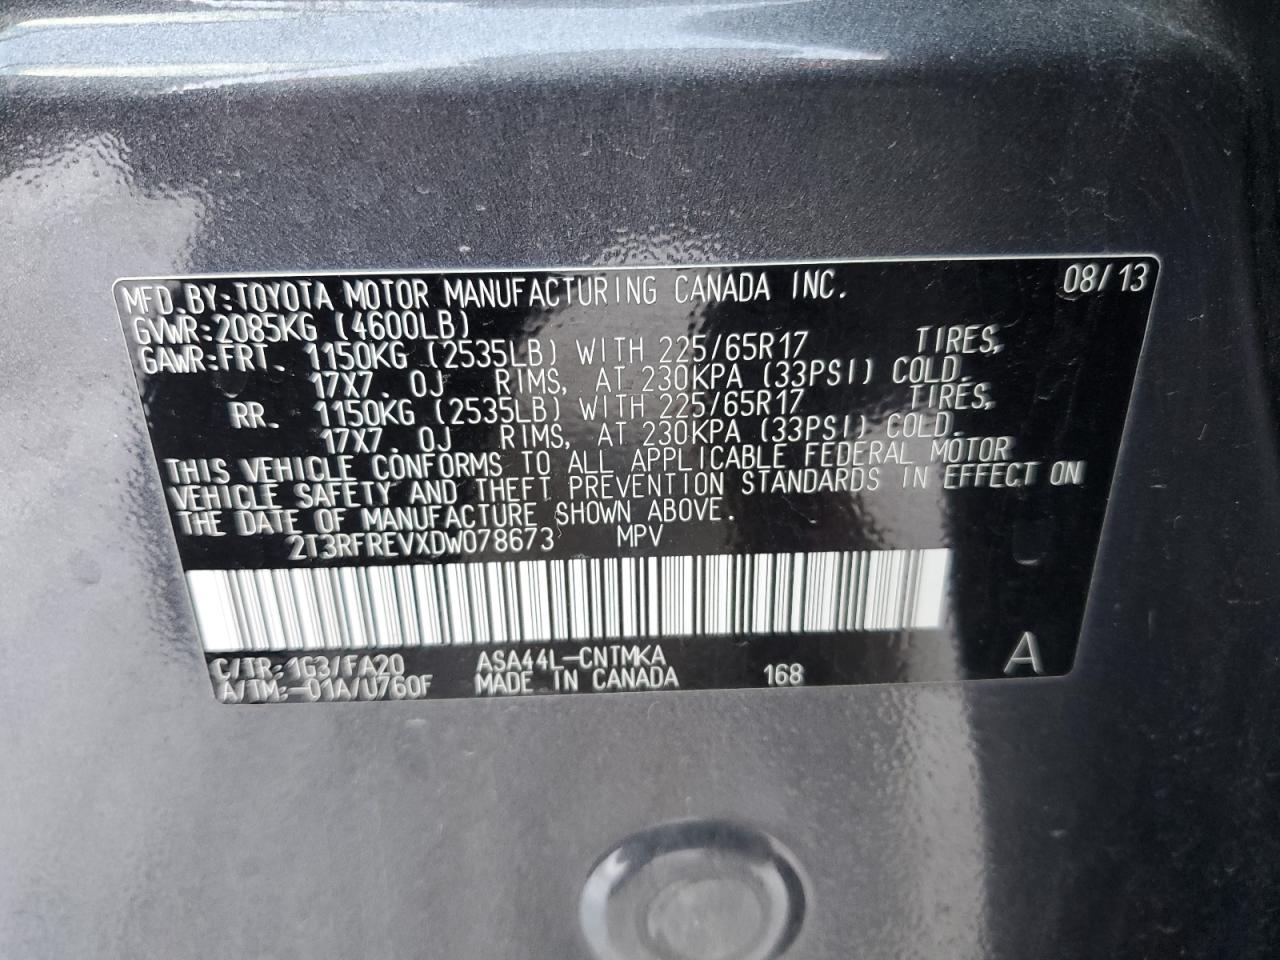 MFD.BY:TOYOTA MOTOR MANUFACTURING CANADA INC. 08/13
GVWR:2085KG (4600LB)
GAWR:FRT. 1150KG (2535LB) WITH 225/65R17 TIRES,
17X7.0J RIMS, AT 230KPA (33PSI) COLD.
RR. 1150KG (2535LB) WITH 225/65R17 TIRES,
17X7.0J RIMS, AT 230KPA (33PSI) COLD.
THIS VEHICLE CONFORMS TO ALL APPLICABLE FEDERAL MOTOR
VEHICLE SAFETY AND THEFT PREVENTION STANDARDS IN EFFECT ON
THE DATE OF MANUFACTURE SHOWN ABOVE.
2T3RFREVXDW078673 MPV
C/TR:1G3/FA20 ASA44L-CNTMKA A
A/TM:-01A/U760F MADE IN CANADA 168